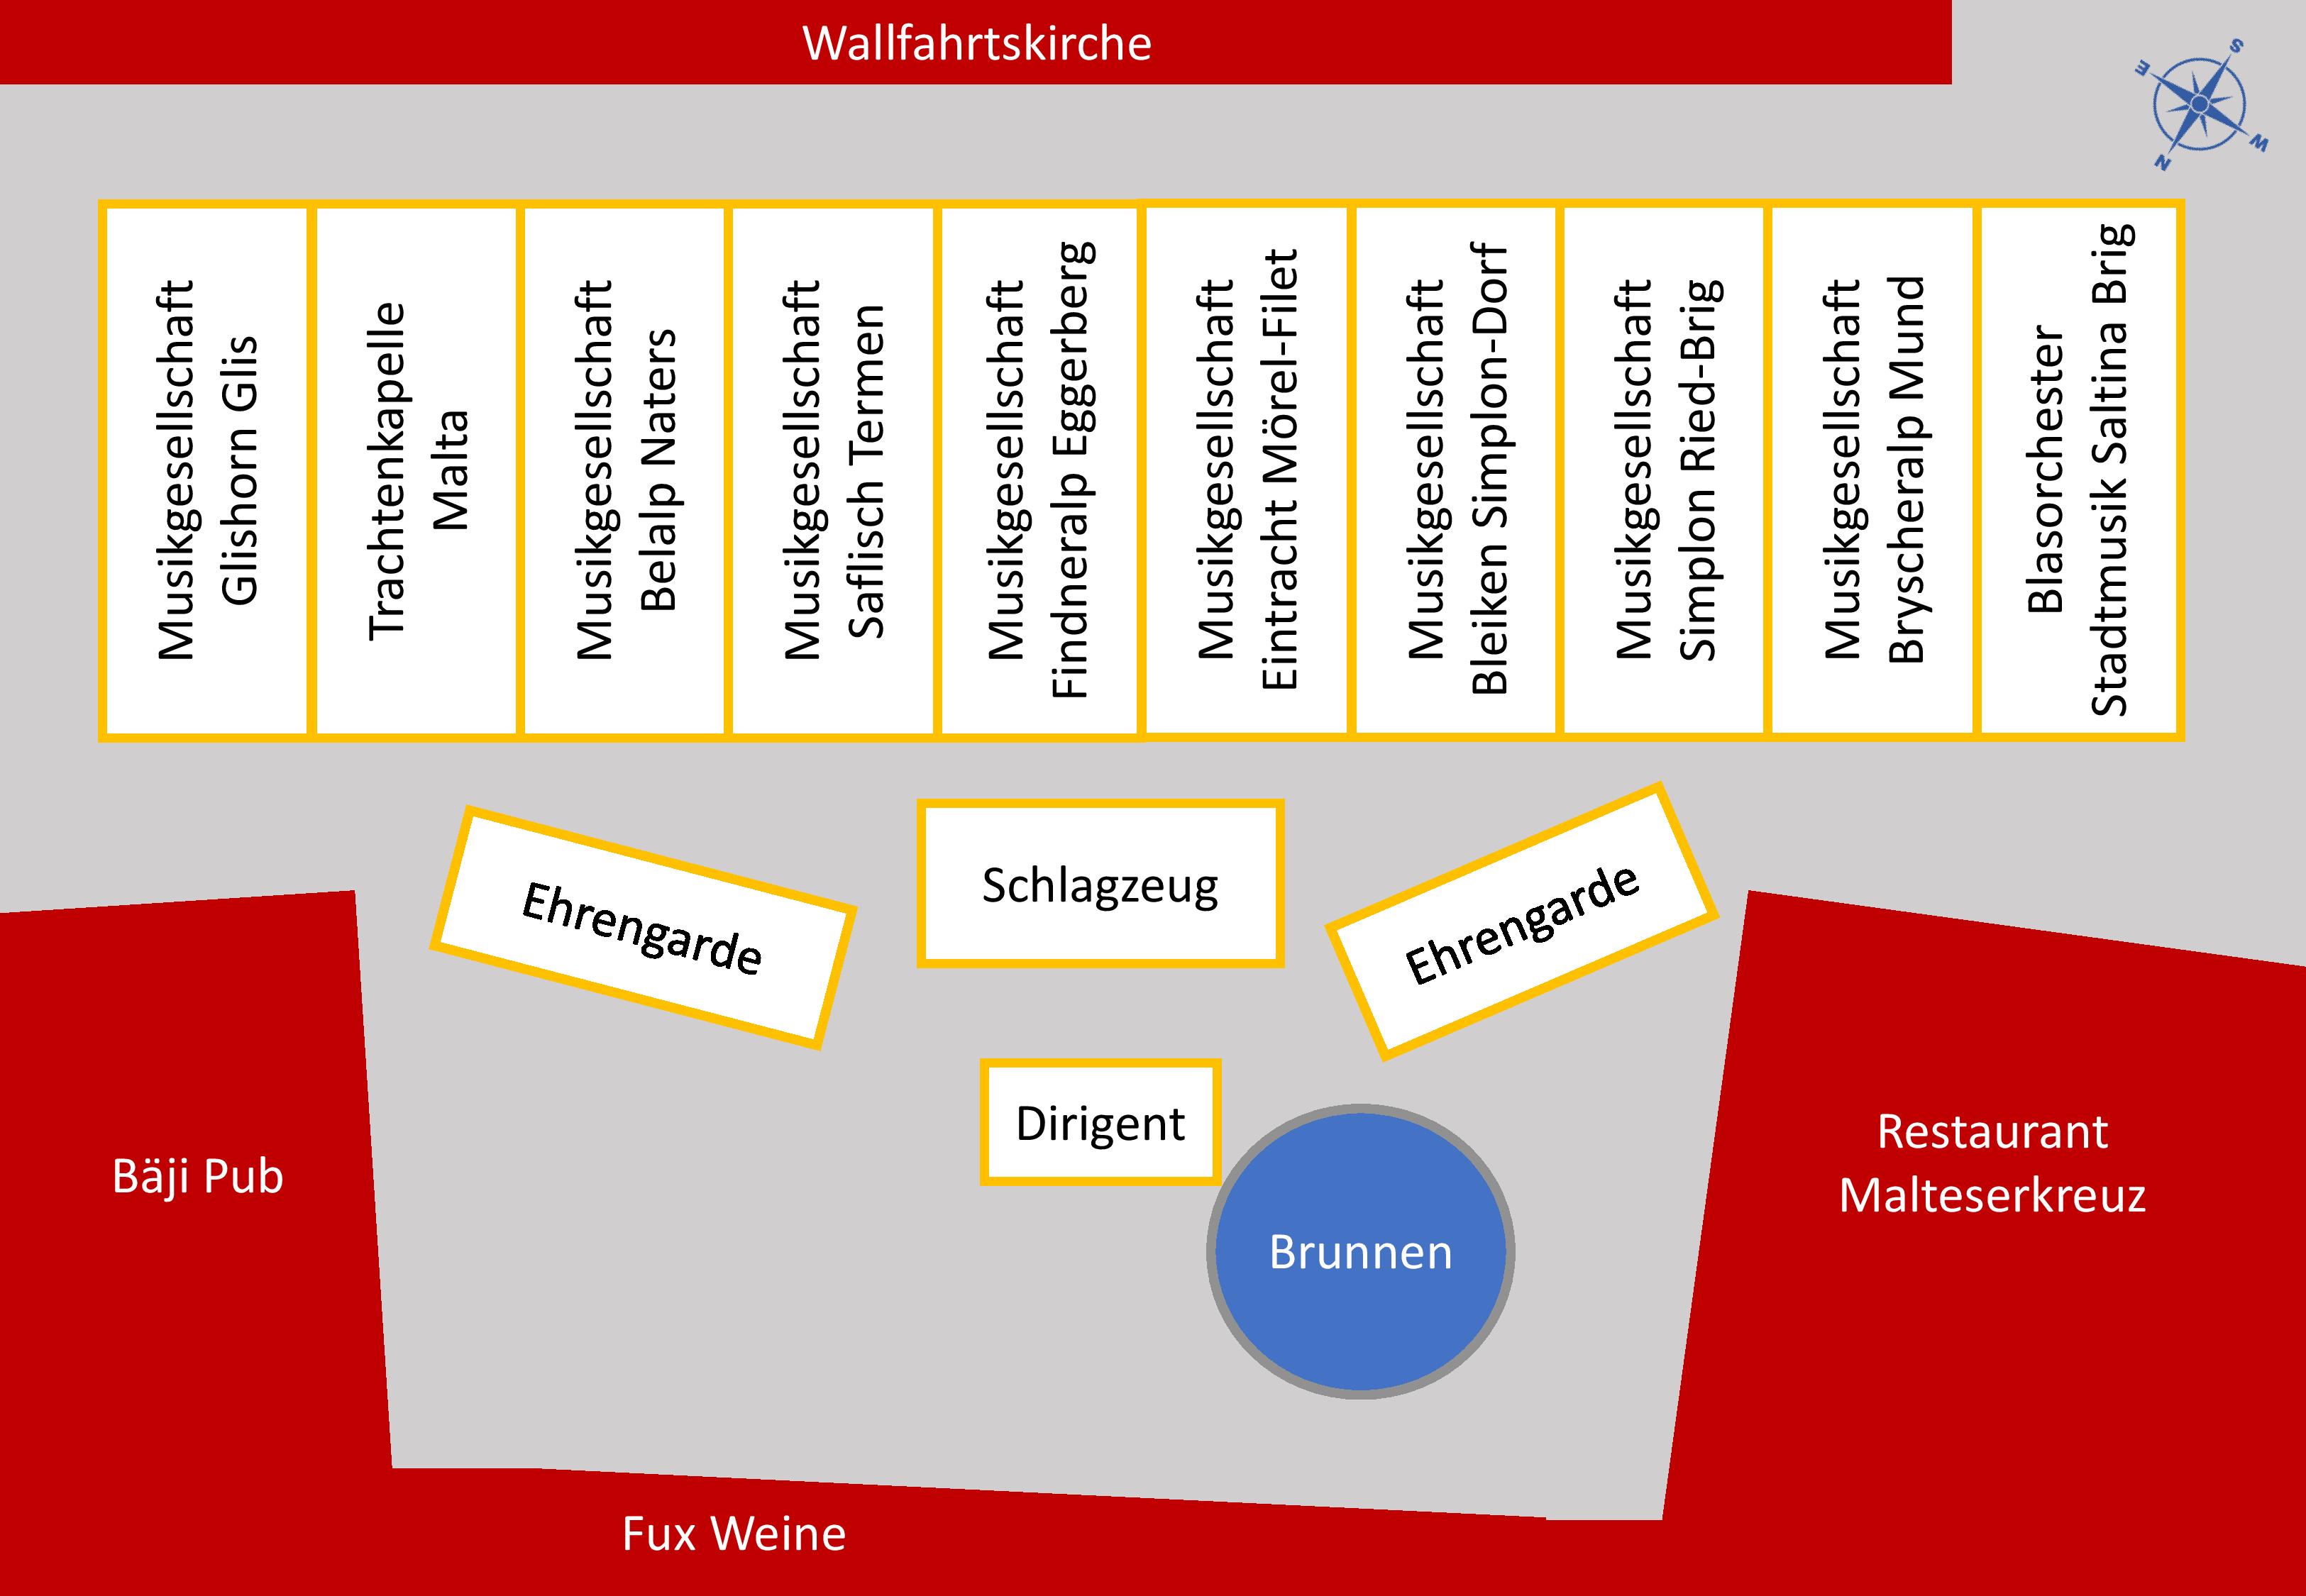 Wallfahrtskirche
S
E
W
N
Musikgesellschaft
Glishorn Glis
Trachtenkapelle
Malta
Musikgesellschaft
Belalp Naters
Musikgesellschaft
Saflisch Termen
Musikgesellschaft
Findneralp Eggerberg
Musikgesellschaft
Eintracht Mörel-Filet
Musikgesellschaft
Bleiken Simplon-Dorf
Musikgesellschaft
Simplon Ried-Brig
Musikgesellschaft
Bryscheralp Mund
Blasorchester
Stadtmusik Saltina Brig
Ehrengarde
Schlagzeug
Ehrengarde
Dirigent
Bäji Pub
Brunnen
Restaurant
Malteserkreuz
Fux Weine